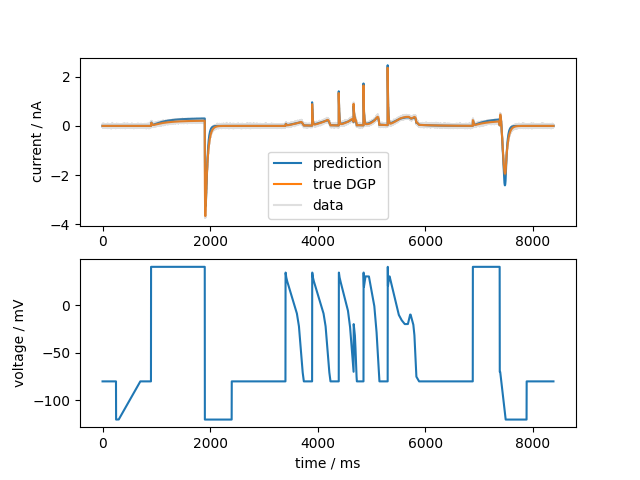 current / nA
2
0
−2
−4
prediction
true DGP
data
0
2000
4000
6000
8000
voltage / mV
0
−50
−100
0
2000
4000
6000
8000
time / ms